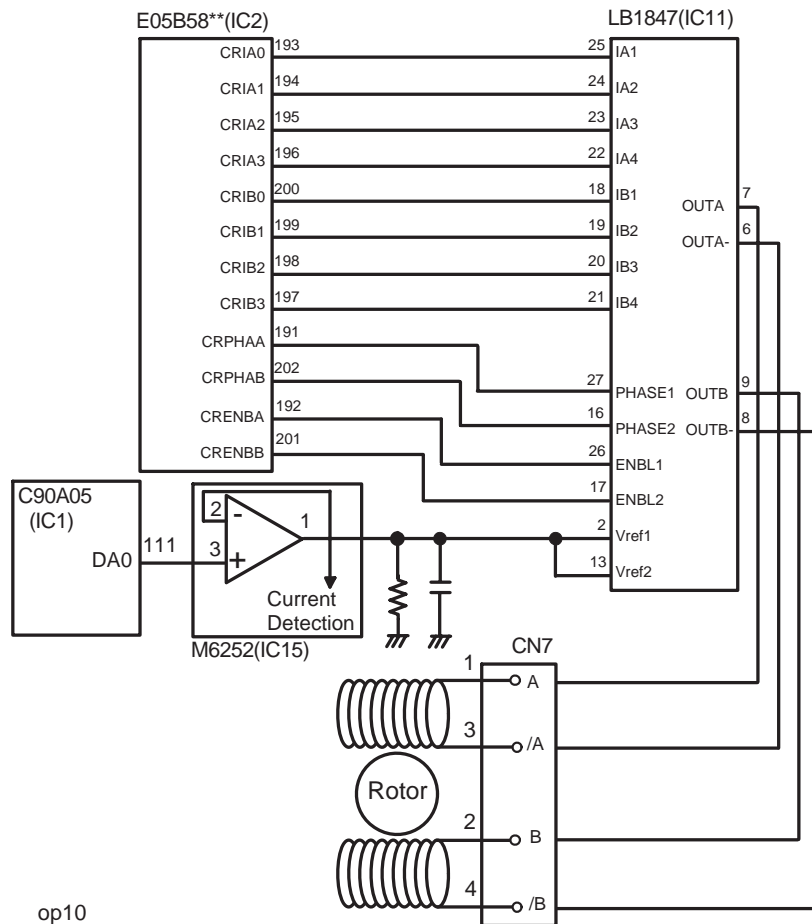 E05B58**(IC2)
LB1847(IC11)
CRIA0 193 25 IA1
CRIA1 194 24 IA2
CRIA2 195 23 IA3
CRIA3 196 22 IA4
CRIB0 200 18 IB1
OUTA 7
CRIB1 199 19 IB2
OUTA- 6
CRIB2 198 20 IB3
CRIB3 197 21 IB4
CRPHAA 191
CRPHAB 202
27 PHASE1 OUTB 9
CRENBA 192
16 PHASE2 OUTB- 8
CRENBB 201
26 ENBL1
17 ENBL2
C90A05
(IC1)
DA0 111
2 -
3 +
1
Current
Detection
M6252(IC15)
2 Vref1
13 Vref2
CN7
1 A
3 /A
Rotor
2 B
4 /B
op10